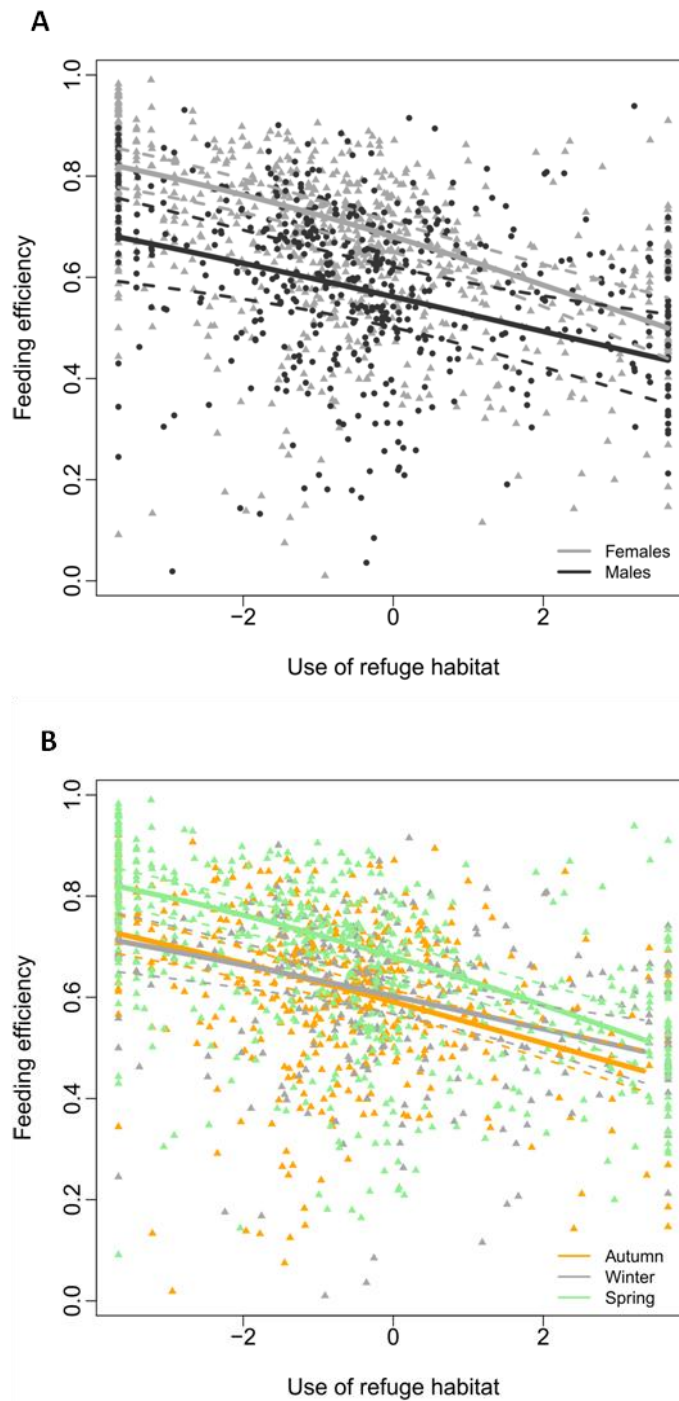 A
1.0
0.8
0.6
0.4
0.2
0.0
Feeding efficiency
Females
Males
−2 0 2
Use of refuge habitat
B
1.0
0.8
0.6
0.4
0.2
0.0
Feeding efficiency
Autumn
Winter
Spring
−2 0 2
Use of refuge habitat